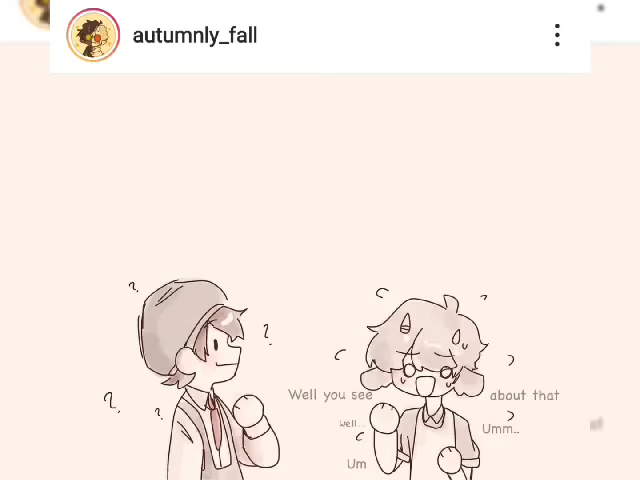 autumnly_fall
Well you see about that
Well...
Umm..
Um